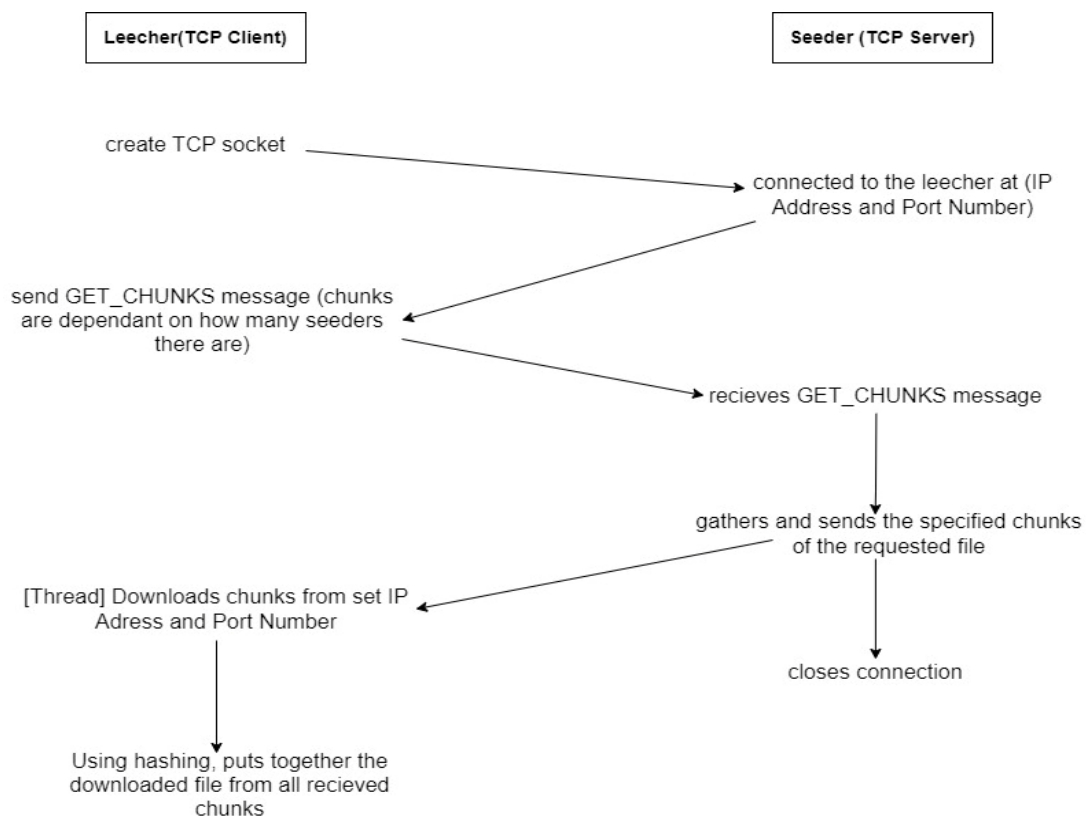 Leecher(TCP Client)
Seeder (TCP Server)
create TCP socket
connected to the leecher at (IP
Address and Port Number)
send GET_CHUNKS message (chunks
are dependant on how many seeders
there are)
recieves GET_CHUNKS message
gathers and sends the specified chunks
of the requested file
[Thread] Downloads chunks from set IP
Adress and Port Number
closes connection
Using hashing, puts together the
downloaded file from all recieved
chunks